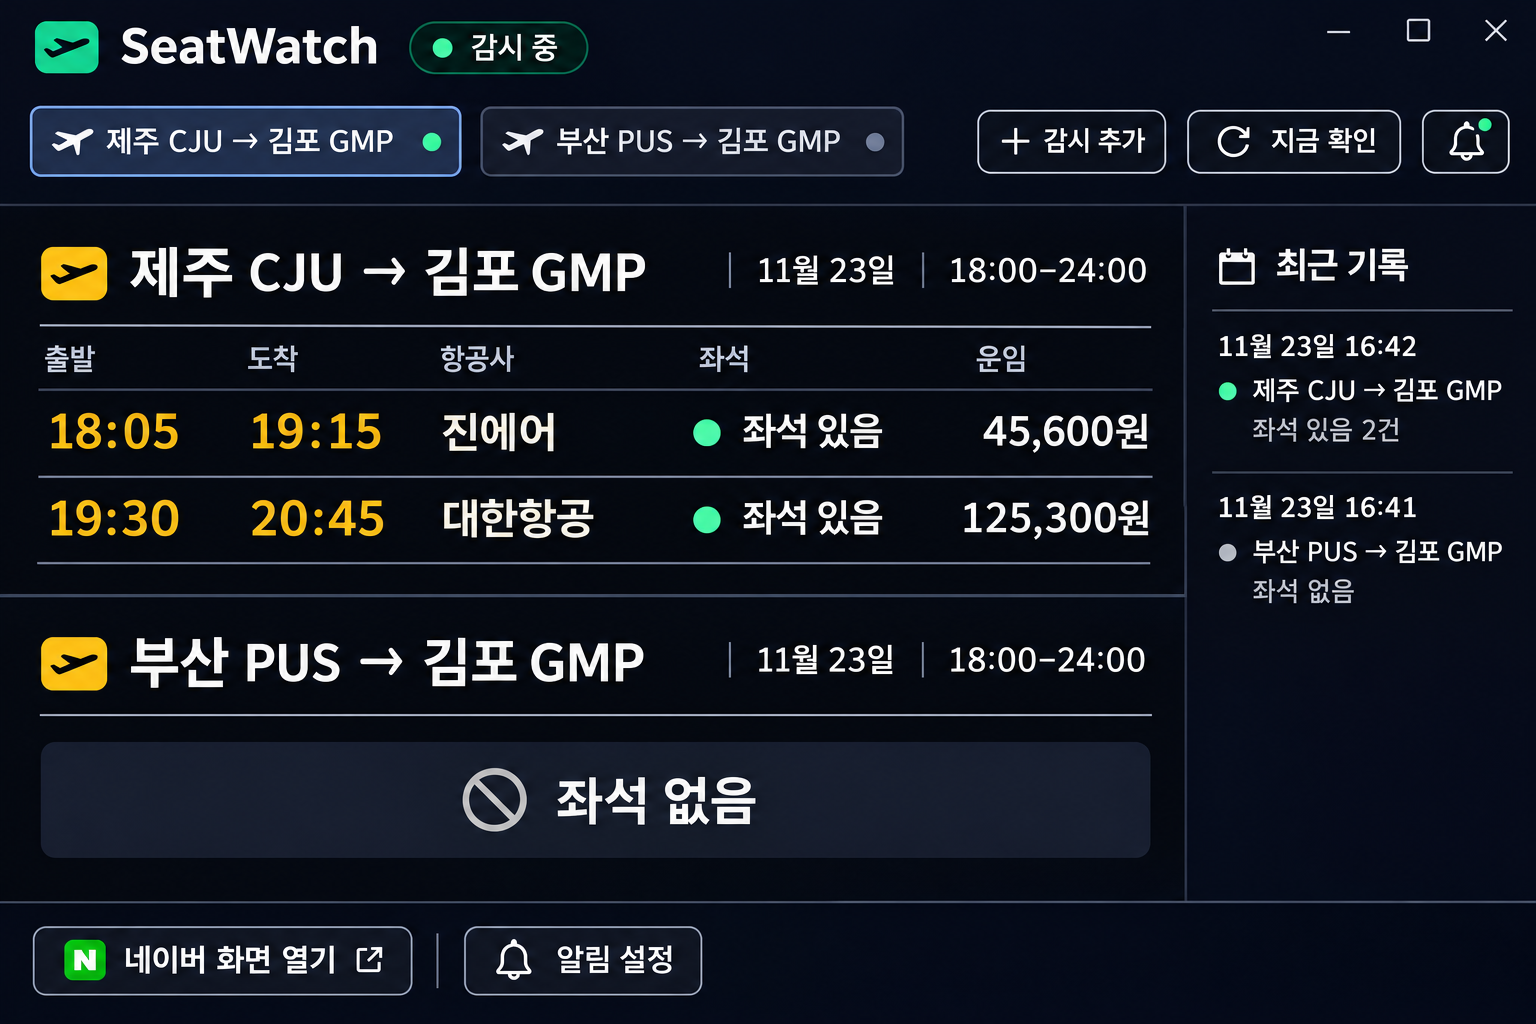 SeatWatch
감시 중
제주 CJU → 김포 GMP
부산 PUS → 김포 GMP
감시 추가
지금 확인
제주 CJU → 김포 GMP
11월 23일
18:00–24:00
출발 도착 항공사 좌석 운임
18:05 19:15 진에어 좌석 있음 45,600원
19:30 20:45 대한항공 좌석 있음 125,300원
부산 PUS → 김포 GMP
11월 23일
18:00–24:00
좌석 없음
최근 기록
11월 23일 16:42
제주 CJU → 김포 GMP
좌석 있음 2건
11월 23일 16:41
부산 PUS → 김포 GMP
좌석 없음
N 네이버 화면 열기
알림 설정